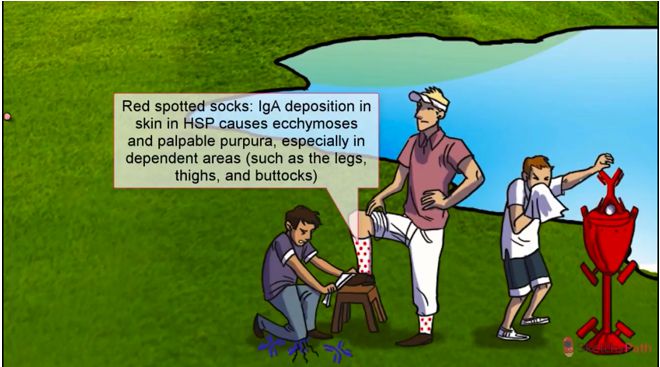 Red spotted socks: IgA deposition in
skin in HSP causes ecchymoses
and palpable purpura, especially in
dependent areas (such as the legs,
thighs, and buttocks)